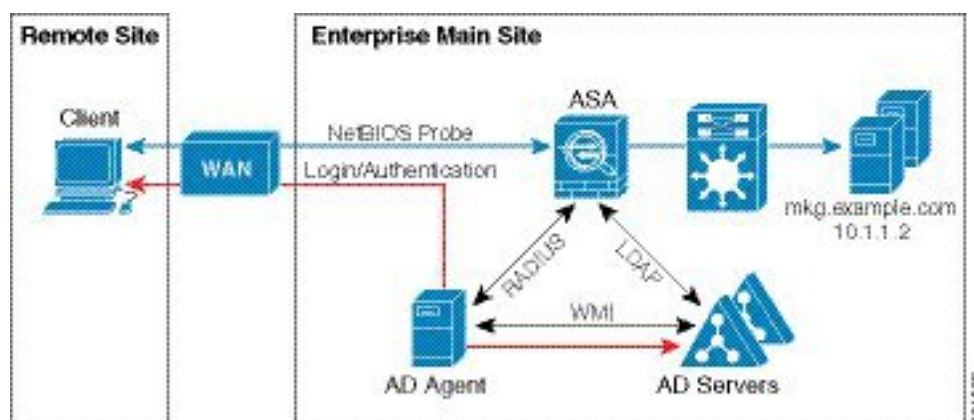 Remote Site
Enterprise Main Site
Client
ASA
NetBIOS Probe
WAN
Login/Authentication
mkg.example.com
10.1.1.2
RADIUS
LDAP
WMI
AD Agent
AD Servers